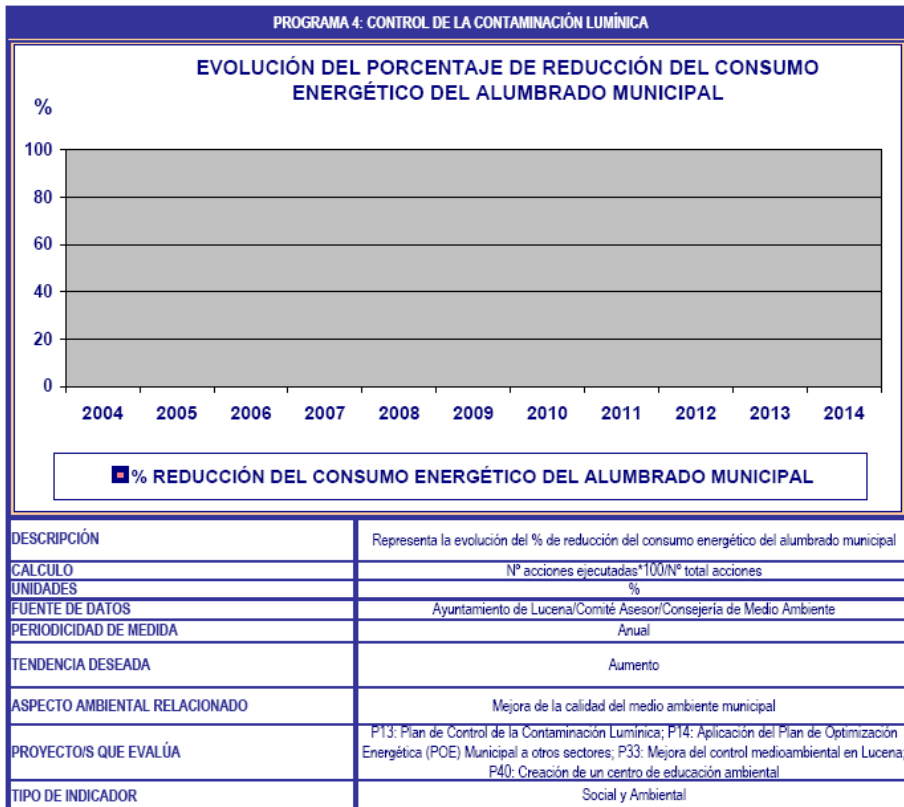 PROGRAMA 4: CONTROL DE LA CONTAMINACIÓN LUMÍNICA
EVOLUCIÓN DEL PORCENTAJE DE REDUCCIÓN DEL CONSUMO
ENERGÉTICO DEL ALUMBRADO MUNICIPAL
%
100
80
60
40
20
0
2004 2005 2006 2007 2008 2009 2010 2011 2012 2013 2014
% REDUCCIÓN DEL CONSUMO ENERGÉTICO DEL ALUMBRADO MUNICIPAL
DESCRIPCIÓN
Representa la evolución del % de reducción del consumo energético del alumbrado municipal
CALCULO
Nº acciones ejecutadas*100/Nº total acciones
UNIDADES
%
FUENTE DE DATOS
Ayuntamiento de Lucena/Comité Asesor/Consejería de Medio Ambiente
PERIODICIDAD DE MEDIDA
Anual
TENDENCIA DESEADA
Aumento
ASPECTO AMBIENTAL RELACIONADO
Mejora de la calidad del medio ambiente municipal
PROYECTO/S QUE EVALÚA
P13: Plan de Control de la Contaminación Lumínica; P14: Aplicación del Plan de Optimización
Energética (POE) Municipal a otros sectores; P33: Mejora del control medioambiental en Lucena;
P40: Creación de un centro de educación ambiental
TIPO DE INDICADOR
Social y Ambiental